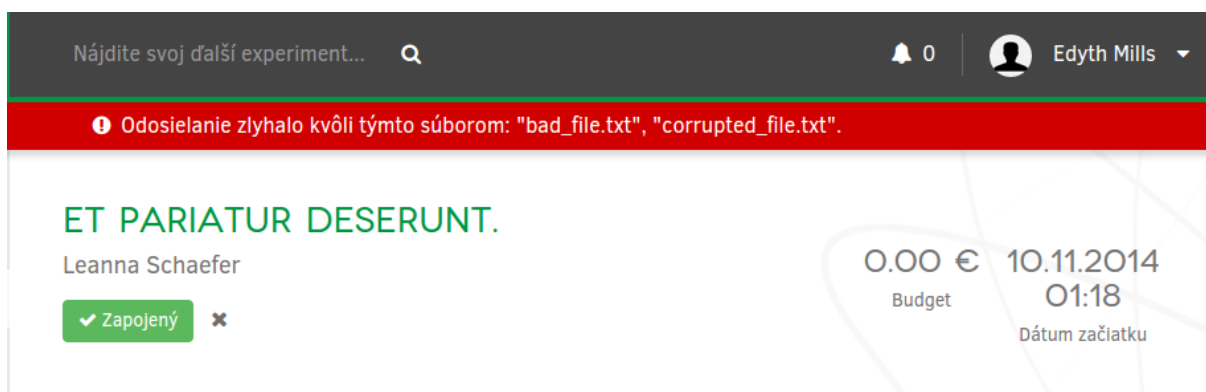 Nájdite svoj ďalší experiment...
0
Edyth Mills
Odosielanie zlyhalo kvôli týmto súborom: "bad_file.txt", "corrupted_file.txt".
ET PARIATUR DESERUNT.
Leanna Schaefer
Zapojený
0.00 €
Budget
10.11.2014
01:18
Dátum začiatku